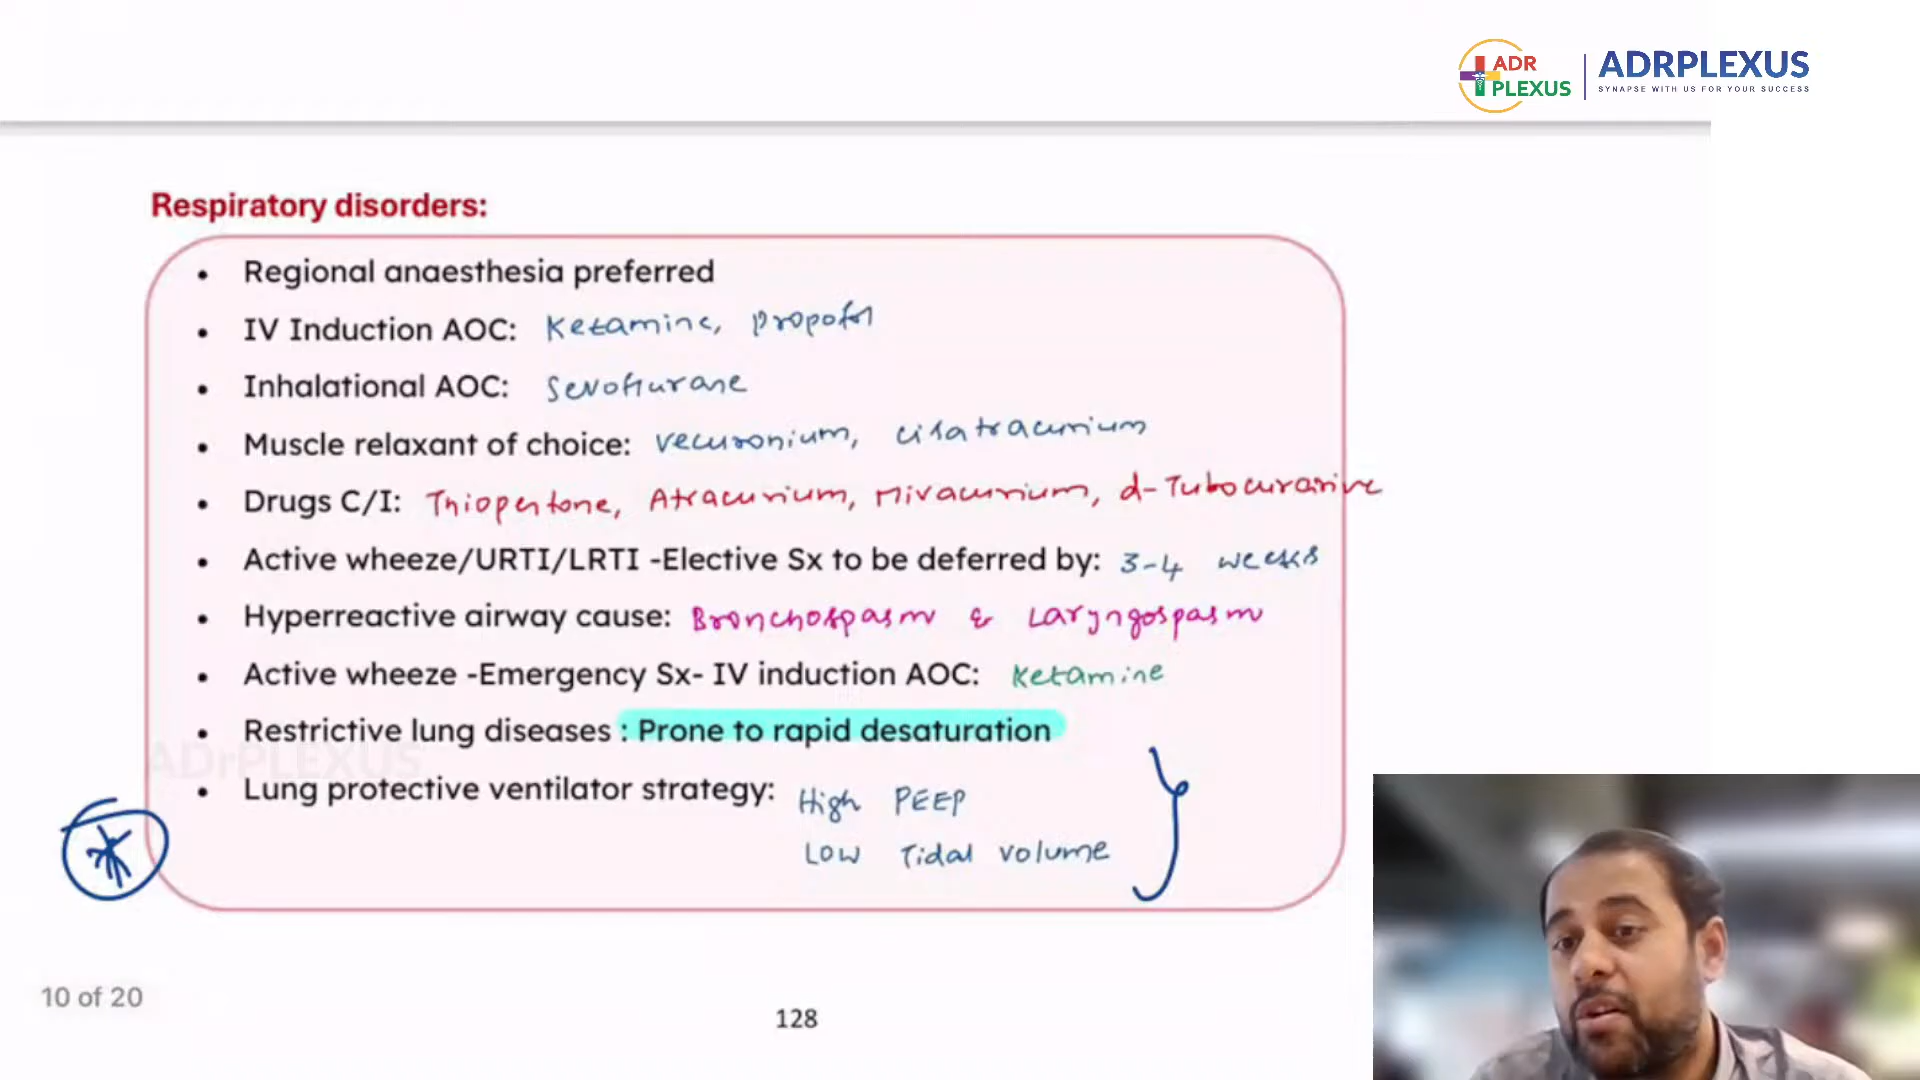 ADR
PLEXUS
ADRPLEXUS
SYNAPSE WITH US FOR YOUR SUCCESS
Respiratory disorders:
• Regional anaesthesia preferred
• IV Induction AOC: Ketamine, propofol
• Inhalational AOC: Sevoflurane
• Muscle relaxant of choice: vecuronium, cisatracurium
• Drugs C/I: Thiopentone, Atracurium, Mivacurium, d-Tubocurarine
• Active wheeze/URTI/LRTI -Elective Sx to be deferred by: 3-4 weeks
• Hyperreactive airway cause: Bronchospasm & Laryngospasm
• Active wheeze -Emergency Sx- IV induction AOC: Ketamine
• Restrictive lung diseases : Prone to rapid desaturation
• Lung protective ventilator strategy: High PEEP
Low Tidal volume
ADrPLEXUS
10 of 20
128